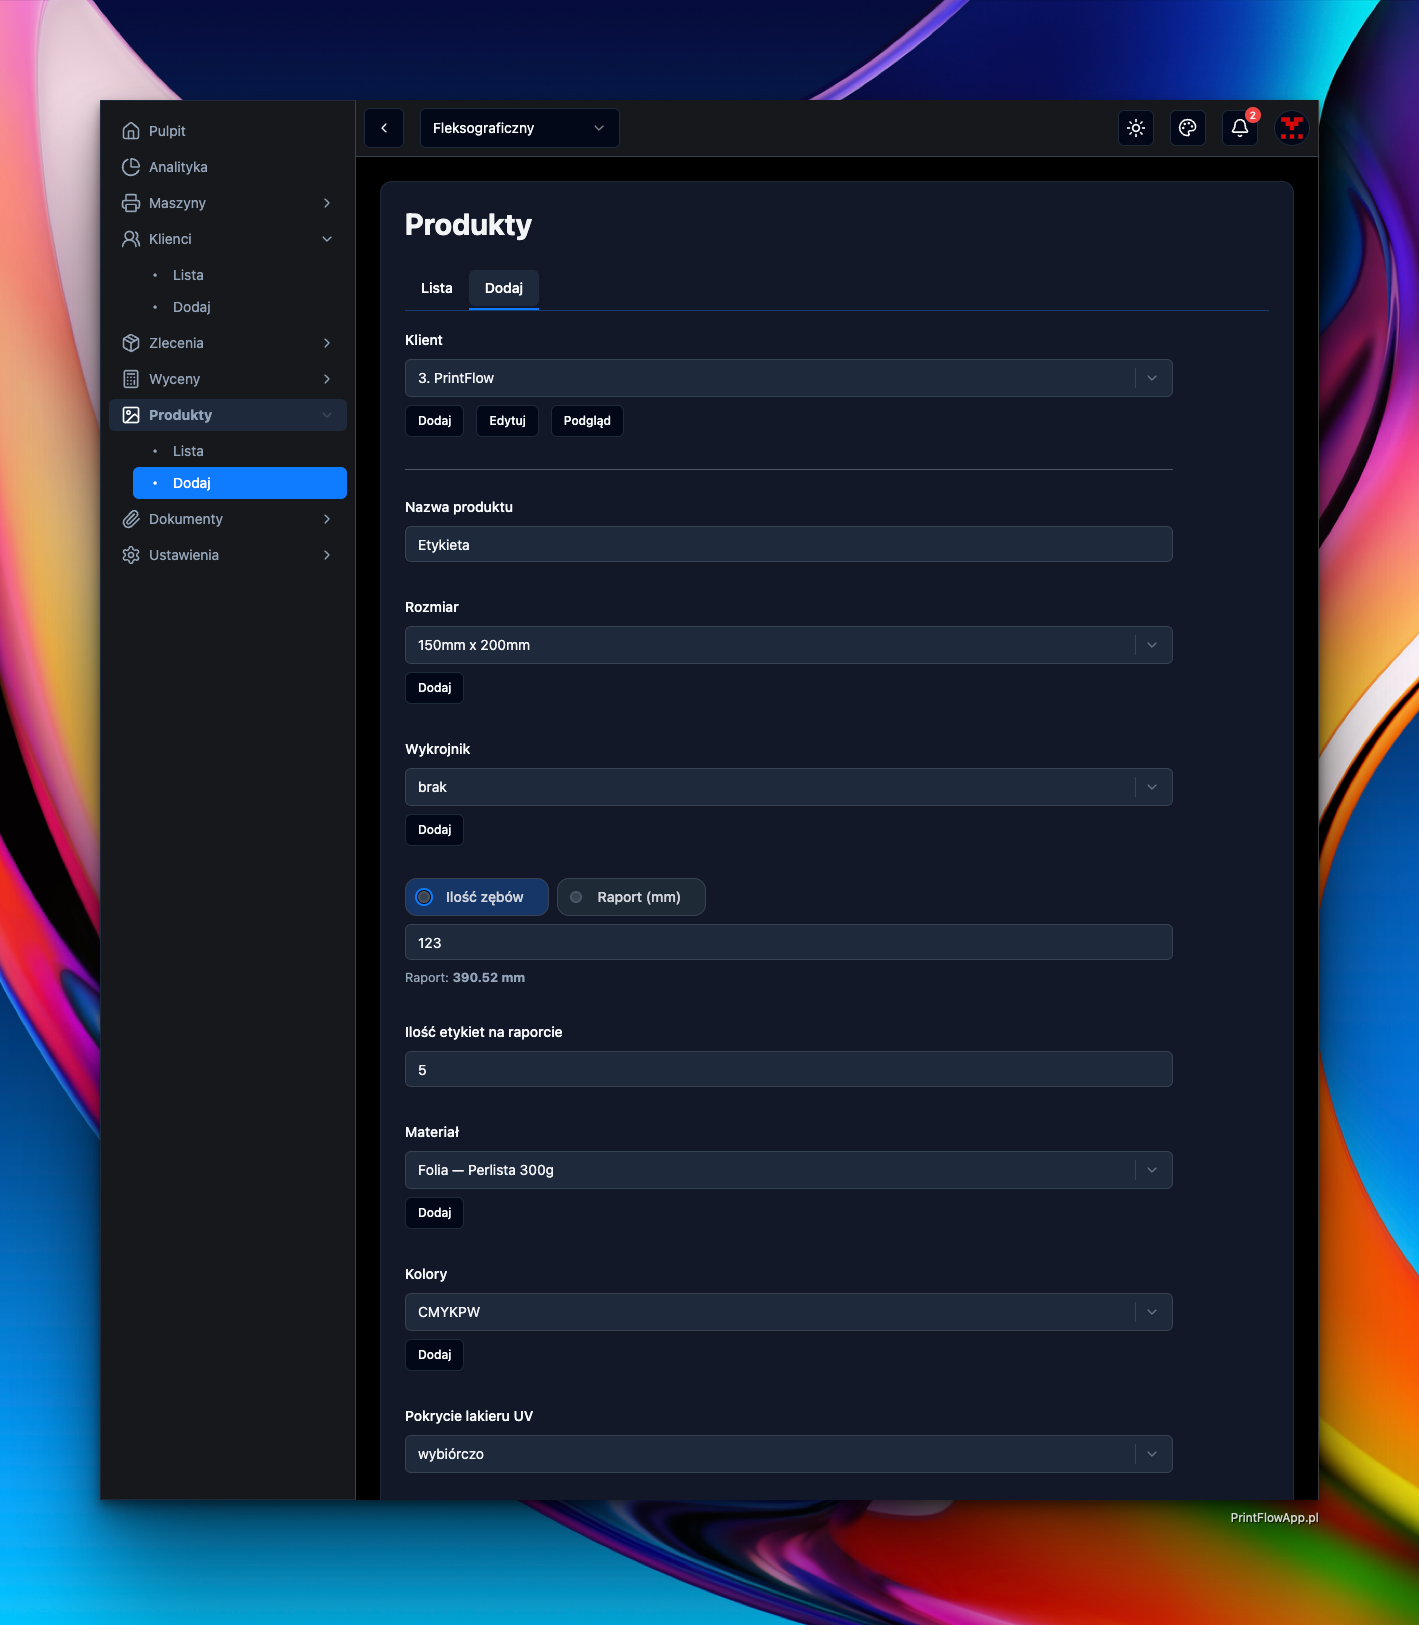 Pulpit
Analityka
Maszyny
Klienci
Lista
Dodaj
Zlecenia
Wyceny
Produkty
Lista
Dodaj
Dokumenty
Ustawienia
Fleksograficzny
2
Produkty
Lista Dodaj
Klient
3. PrintFlow
Dodaj Edytuj Podgląd
Nazwa produktu
Etykieta
Rozmiar
150mm x 200mm
Dodaj
Wykrojnik
brak
Dodaj
Ilość zębów Raport (mm)
123
Raport: 390.52 mm
Ilość etykiet na raporcie
5
Materiał
Folia — Perlista 300g
Dodaj
Kolory
CMYKPW
Dodaj
Pokrycie lakieru UV
wybiórczo
PrintFlowApp.pl